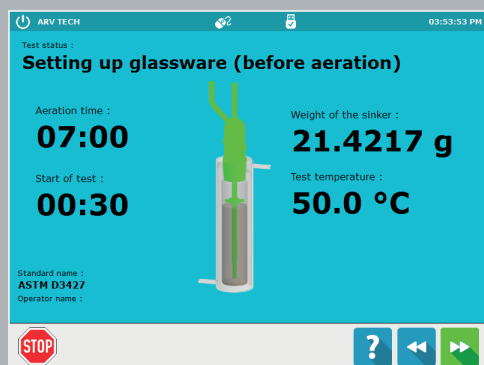 ARV TECH
03:53:53 PM
Test status :
Setting up glassware (before aeration)
Aeration time :
07:00
Weight of the sinker :
21.4217 g
Start of test :
00:30
Test temperature :
50.0 °C
Standard name :
ASTM D3427
Operator name :
STOP
?